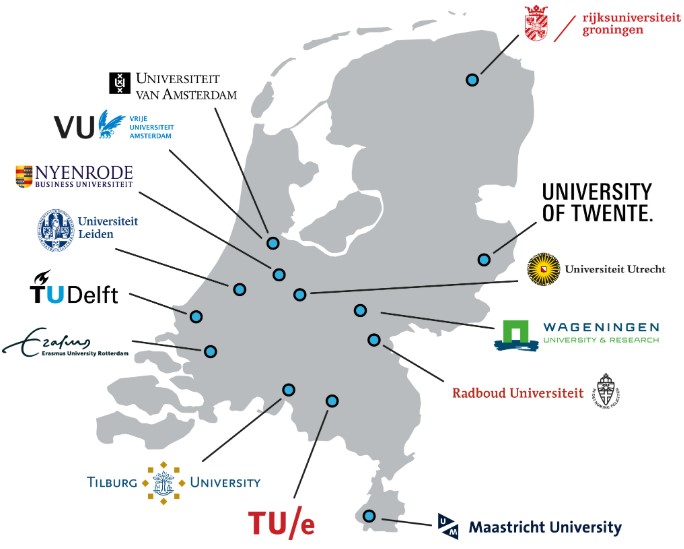 rijksuniversiteit
groningen
UNIVERSITEIT
VAN AMSTERDAM
VU
VRIJE
UNIVERSITEIT
AMSTERDAM
NYENRODE
BUSINESS UNIVERSITEIT
UNIVERSITY
OF TWENTE.
Universiteit
Leiden
Universiteit Utrecht
TUDelft
WAGENINGEN
UNIVERSITY & RESEARCH
Erasmus
Erasmus University Rotterdam
Radboud Universiteit
TILBURG UNIVERSITY
TU/e
UM
Maastricht University